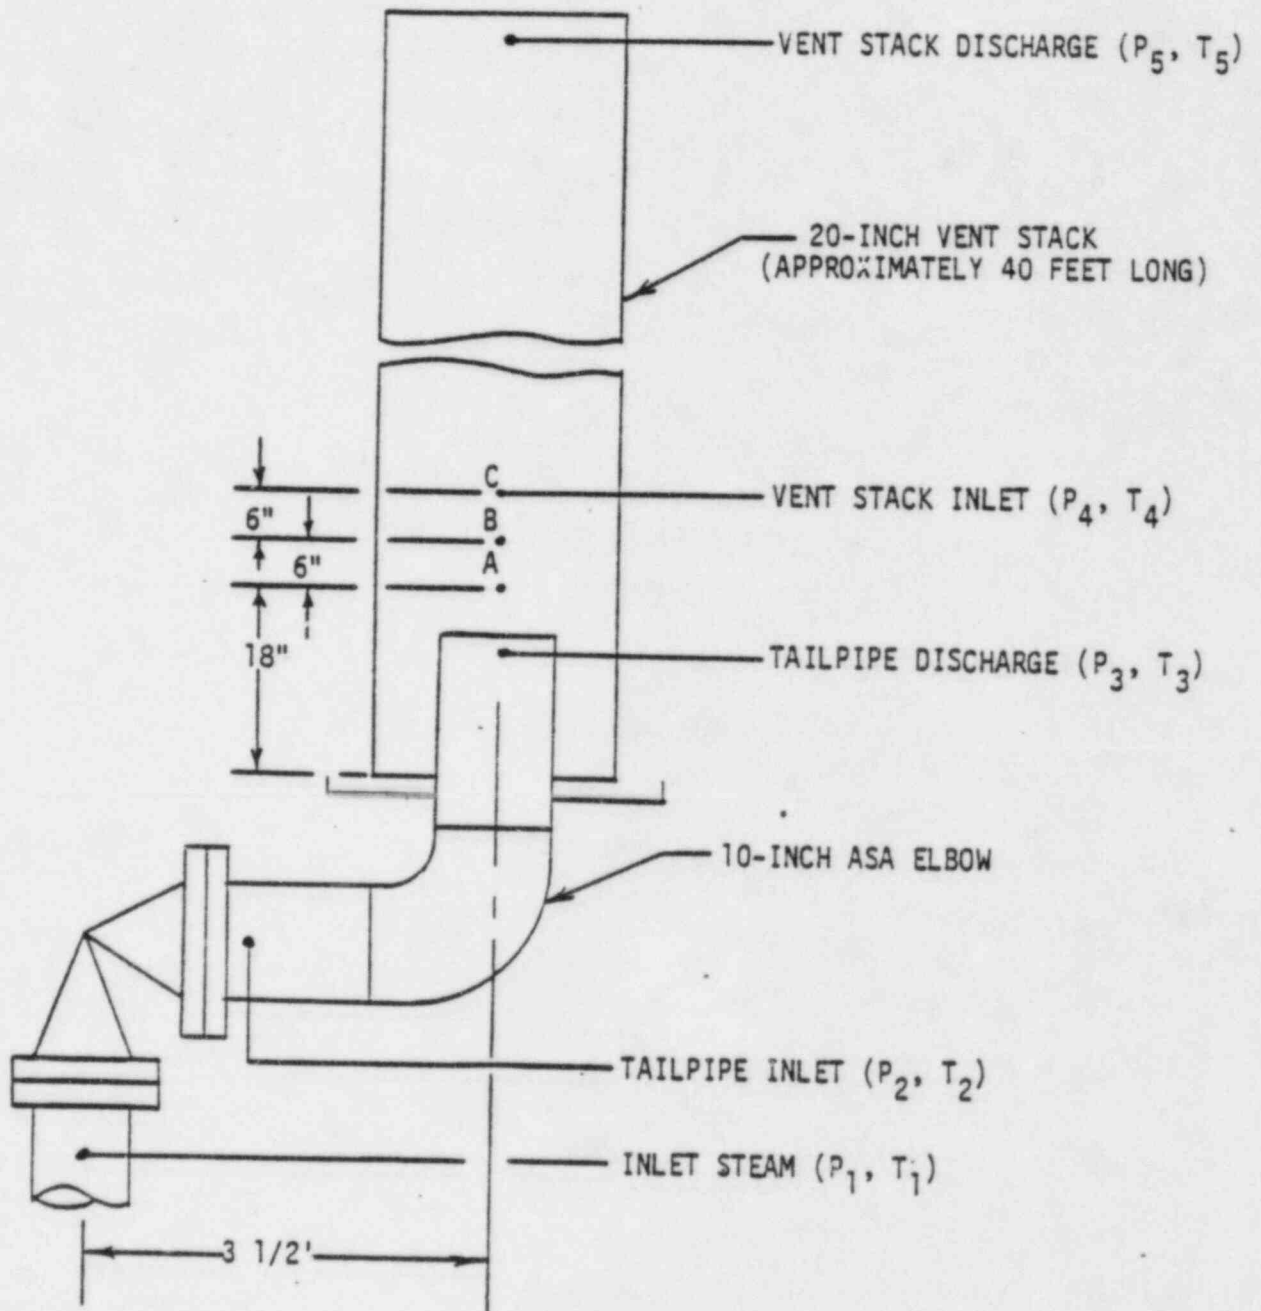 VENT STACK DISCHARGE (P5, T5)
20-INCH VENT STACK
(APPROXIMATELY 40 FEET LONG)
C
VENT STACK INLET (P4, T4)
6"
B
6"
A
18"
TAILPIPE DISCHARGE (P3, T3)
10-INCH ASA ELBOW
TAILPIPE INLET (P2, T2)
INLET STEAM (P1, T1)
3 1/2'